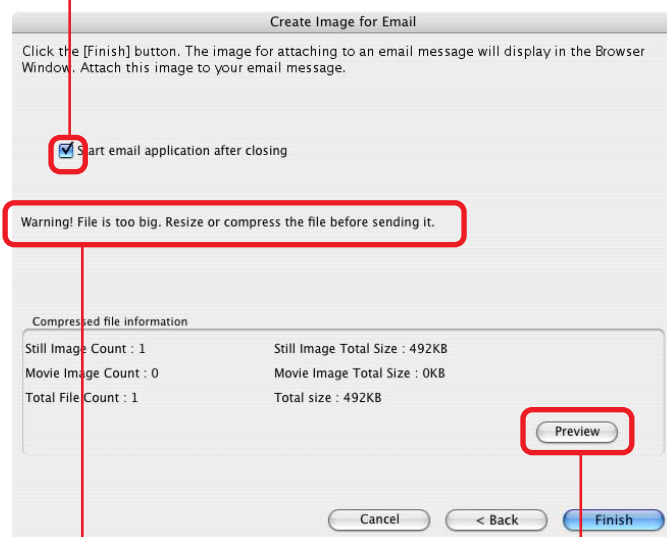 Create Image for Email
Click the [Finish] button. The image for attaching to an email message will display in the Browser
Window. Attach this image to your email message.
Start email application after closing
Warning! File is too big. Resize or compress the file before sending it.
Compressed file information
Still Image Count : 1 Still Image Total Size : 492KB
Movie Image Count : 0 Movie Image Total Size : 0KB
Total File Count : 1 Total size : 492KB
Preview
Cancel < Back Finish